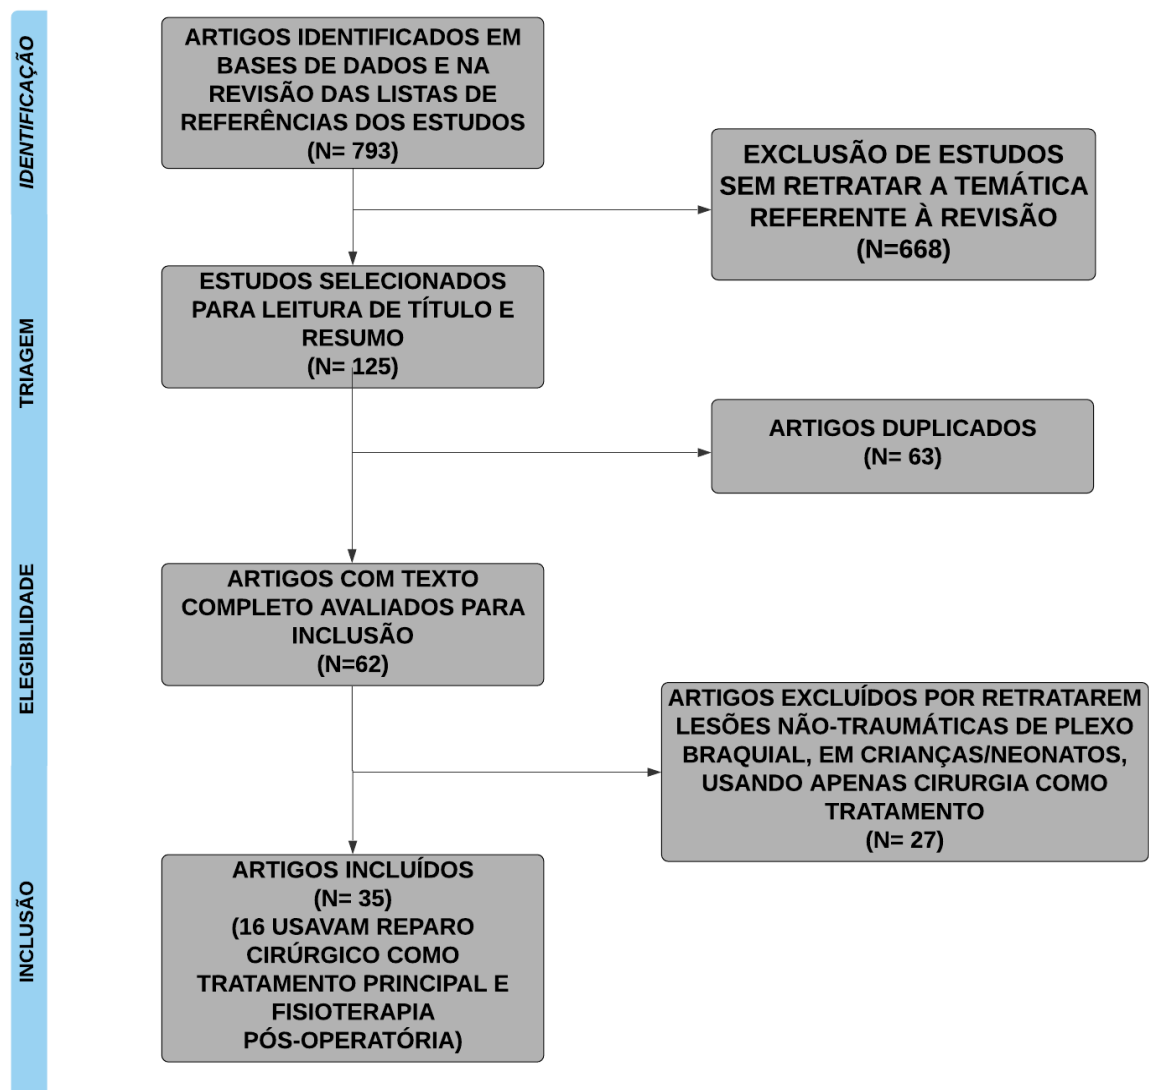 IDENTIFICAÇÃO
ARTIGOS IDENTIFICADOS EM
BASES DE DADOS E NA
REVISÃO DAS LISTAS DE
REFERÊNCIAS DOS ESTUDOS
(N= 793)
EXCLUSÃO DE ESTUDOS
SEM RETRATAR A TEMÁTICA
REFERENTE À REVISÃO
(N=668)
TRIAGEM
ESTUDOS SELECIONADOS
PARA LEITURA DE TÍTULO E
RESUMO
(N= 125)
ARTIGOS DUPLICADOS
(N= 63)
ELEGIBILIDADE
ARTIGOS COM TEXTO
COMPLETO AVALIADOS PARA
INCLUSÃO
(N=62)
ARTIGOS EXCLUÍDOS POR RETRATAREM
LESÕES NÃO-TRAUMÁTICAS DE PLEXO
BRAQUIAL, EM CRIANÇAS/NEONATOS,
USANDO APENAS CIRURGIA COMO
TRATAMENTO
(N= 27)
INCLUSÃO
ARTIGOS INCLUÍDOS
(N= 35)
(16 USAVAM REPARO
CIRÚRGICO COMO
TRATAMENTO PRINCIPAL E
FISIOTERAPIA
PÓS-OPERATÓRIA)